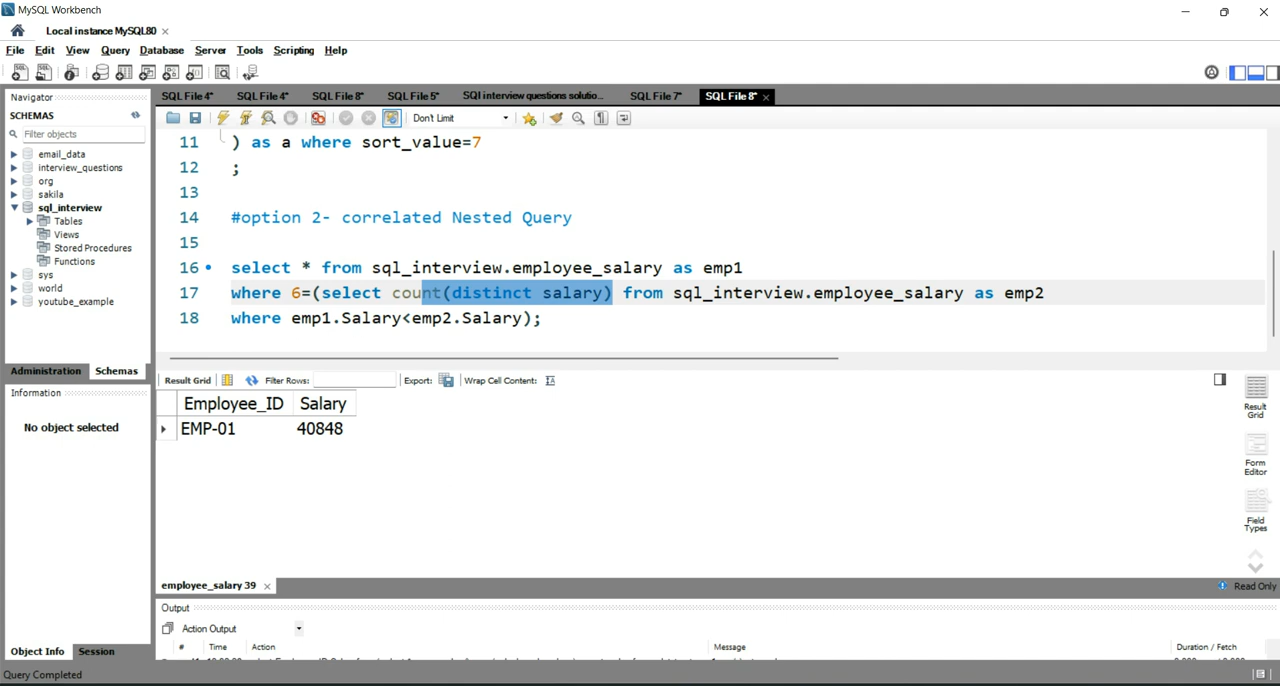 MySQL Workbench
Local instance MySQL80 ×
File Edit View Query Database Server Tools Scripting Help
Navigator
SCHEMAS
Filter objects
email_data
interview_questions
org
sakila
sql_interview
Tables
Views
Stored Procedures
Functions
sys
world
youtube_example
Administration Schemas
Information
No object selected
Object Info Session
Query Completed
SQL File 4* SQL File 4* SQL File 8* SQL File 5* SQl interview questions solutio... SQL File 7* SQL File 8* ×
Don't Limit
11 ) as a where sort_value=7
12 ;
13
14 #option 2- correlated Nested Query
15
16 select * from sql_interview.employee_salary as emp1
17 where 6=(select count(distinct salary) from sql_interview.employee_salary as emp2
18 where emp1.Salary<emp2.Salary);
Result Grid Filter Rows: Export: Wrap Cell Content:
Employee_ID Salary
EMP-01 40848
Result
Grid
Form
Editor
Field
Types
employee_salary 39 ×
Read Only
Output
Action Output
# Time Action Message Duration / Fetch